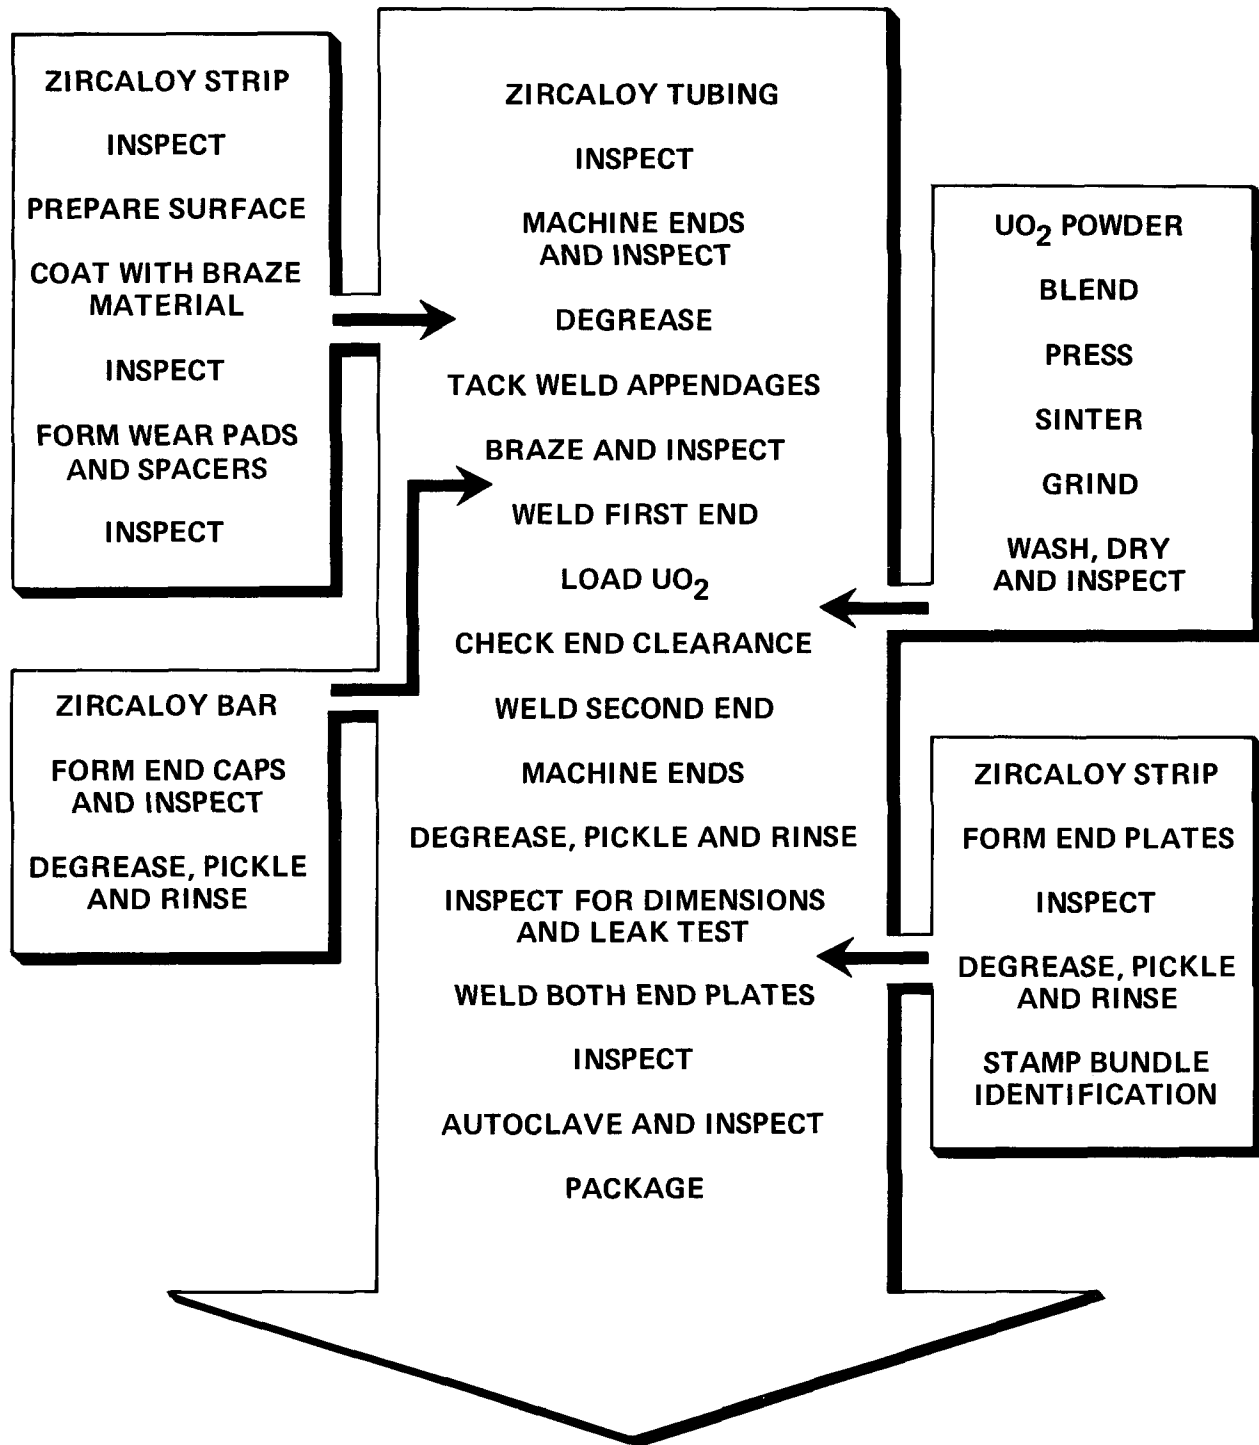 ZIRCALOY STRIP
INSPECT
PREPARE SURFACE
COAT WITH BRAZE
MATERIAL
INSPECT
FORM WEAR PADS
AND SPACERS
INSPECT
ZIRCALOY BAR
FORM END CAPS
AND INSPECT
DEGREASE, PICKLE
AND RINSE
ZIRCALOY TUBING
INSPECT
MACHINE ENDS
AND INSPECT
DEGREASE
TACK WELD APPENDAGES
BRAZE AND INSPECT
WELD FIRST END
LOAD UO2
CHECK END CLEARANCE
WELD SECOND END
MACHINE ENDS
DEGREASE, PICKLE AND RINSE
INSPECT FOR DIMENSIONS
AND LEAK TEST
WELD BOTH END PLATES
INSPECT
AUTOCLAVE AND INSPECT
PACKAGE
UO2 POWDER
BLEND
PRESS
SINTER
GRIND
WASH, DRY
AND INSPECT
ZIRCALOY STRIP
FORM END PLATES
INSPECT
DEGREASE, PICKLE
AND RINSE
STAMP BUNDLE
IDENTIFICATION